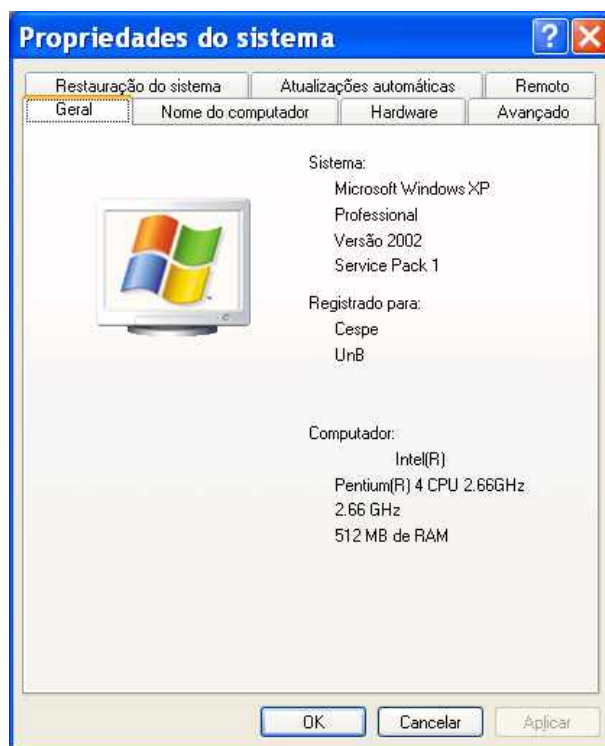 Propriedades do sistema
Restauração do sistema
Atualizações automáticas
Remoto
Geral
Nome do computador
Hardware
Avançado
Sistema:
Microsoft Windows XP
Professional
Versão 2002
Service Pack 1
Registrado para:
Cespe
UnB
Computador:
Intel(R)
Pentium(R) 4 CPU 2.66GHz
2.66 GHz
512 MB de RAM
OK
Cancelar
Aplicar